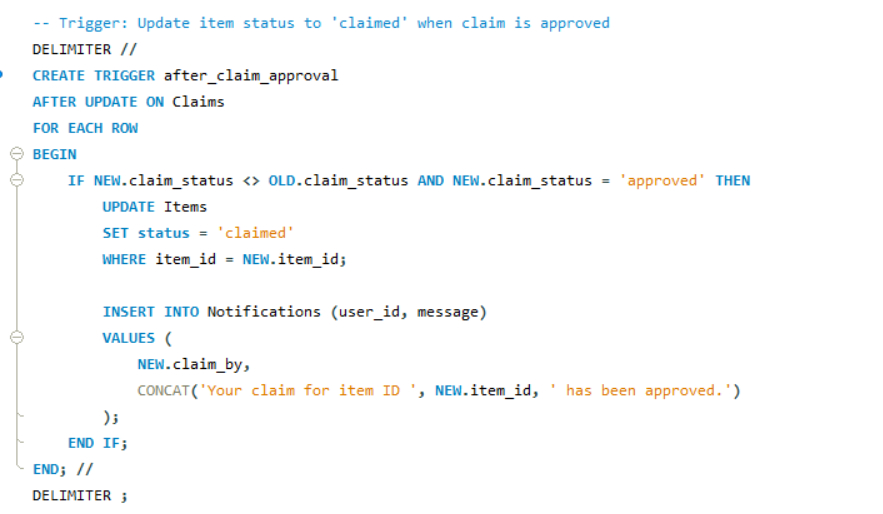 -- Trigger: Update item status to 'claimed' when claim is approved
DELIMITER //
CREATE TRIGGER after_claim_approval
AFTER UPDATE ON Claims
FOR EACH ROW
BEGIN
    IF NEW.claim_status <> OLD.claim_status AND NEW.claim_status = 'approved' THEN
        UPDATE Items
        SET status = 'claimed'
        WHERE item_id = NEW.item_id;

        INSERT INTO Notifications (user_id, message)
        VALUES (
            NEW.claim_by,
            CONCAT('Your claim for item ID ', NEW.item_id, ' has been approved.')
        );
    END IF;
END; //
DELIMITER ;